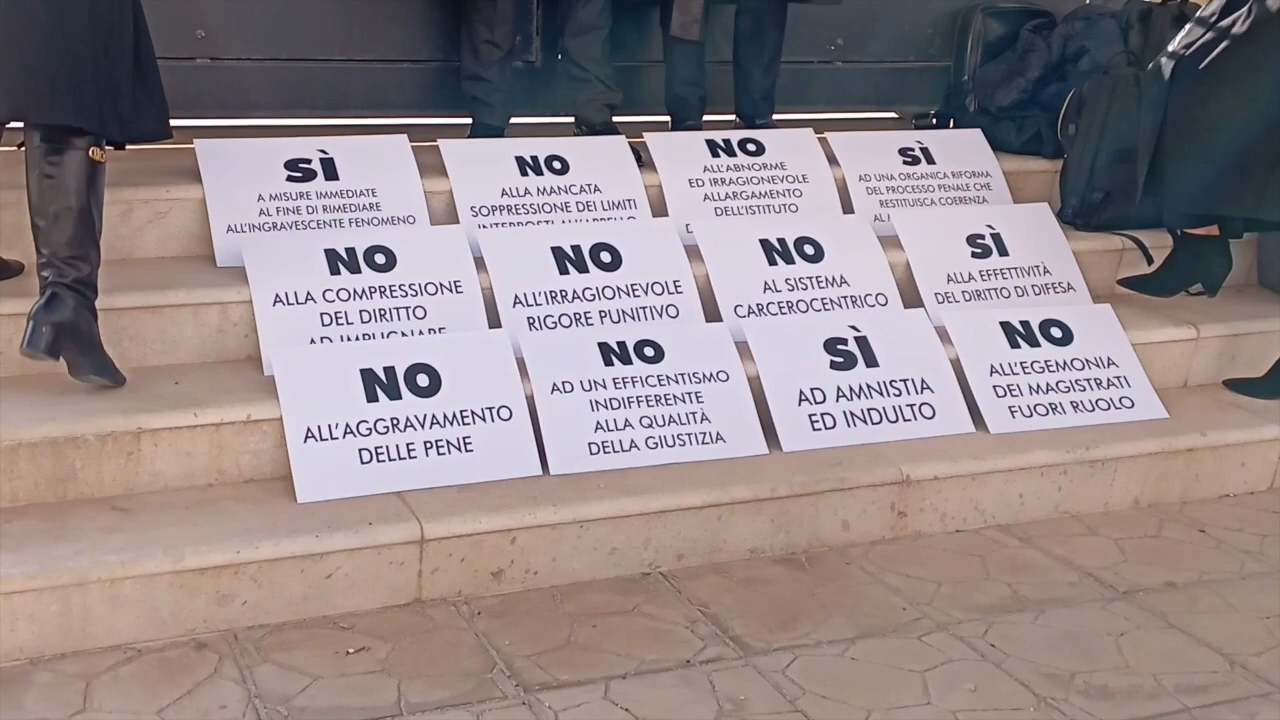 SÌ
A MISURE IMMEDIATE
AL FINE DI RIMEDIARE
ALL'INGRAVESCENTE FENOMENO
NO
ALLA MANCATA
SOPPRESSIONE DEI LIMITI
INTERPOSTI ALL'APPELLO
NO
ALL'ABNORME
ED IRRAGIONEVOLE
ALLARGAMENTO
DELL'ISTITUTO
SÌ
AD UNA ORGANICA RIFORMA
DEL PROCESSO PENALE CHE
RESTITUISCA COERENZA
AL
NO
ALLA COMPRESSIONE
DEL DIRITTO
AD IMPUGNARE
NO
ALL'IRRAGIONEVOLE
RIGORE PUNITIVO
NO
AL SISTEMA
CARCEROCENTRICO
SÌ
ALLA EFFETTIVITÀ
DEL DIRITTO DI DIFESA
NO
ALL'AGGRAVAMENTO
DELLE PENE
NO
AD UN EFFICENTISMO
INDIFFERENTE
ALLA QUALITÀ
DELLA GIUSTIZIA
SÌ
AD AMNISTIA
ED INDULTO
NO
ALL'EGEMONIA
DEI MAGISTRATI
FUORI RUOLO